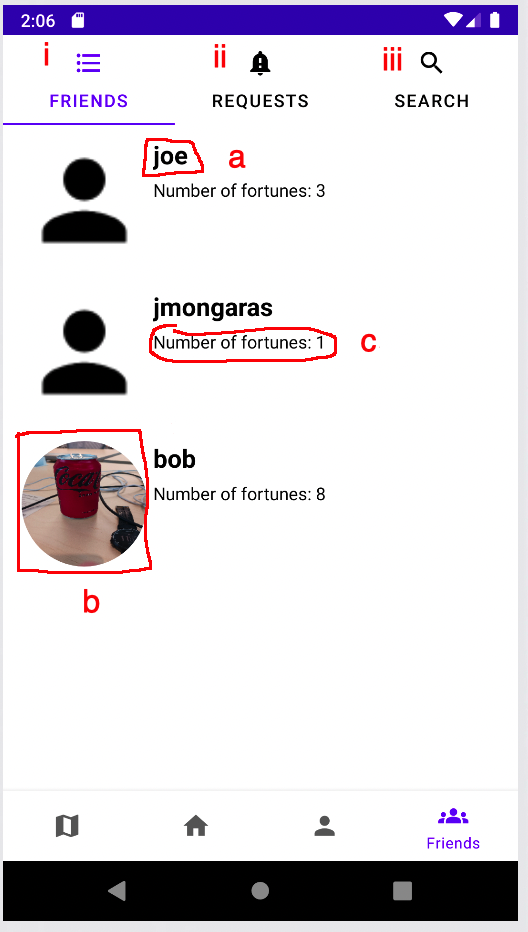 2:06
i ii iii
FRIENDS REQUESTS SEARCH
joe a
Number of fortunes: 3
jmongaras
Number of fortunes: 1 c
bob
Number of fortunes: 8
b
Friends